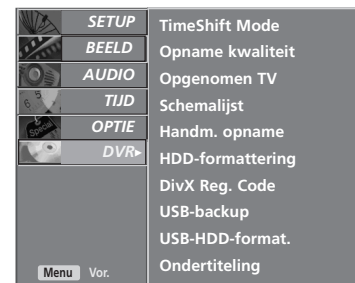 SETUP
BEELD
AUDIO
TIJD
OPTIE
DVR▸
Menu Vor.
TimeShift Mode
Opname kwaliteit
Opgenomen TV
Schemalijst
Handm. opname
HDD-formattering
DivX Reg. Code
USB-backup
USB-HDD-format.
Ondertiteling